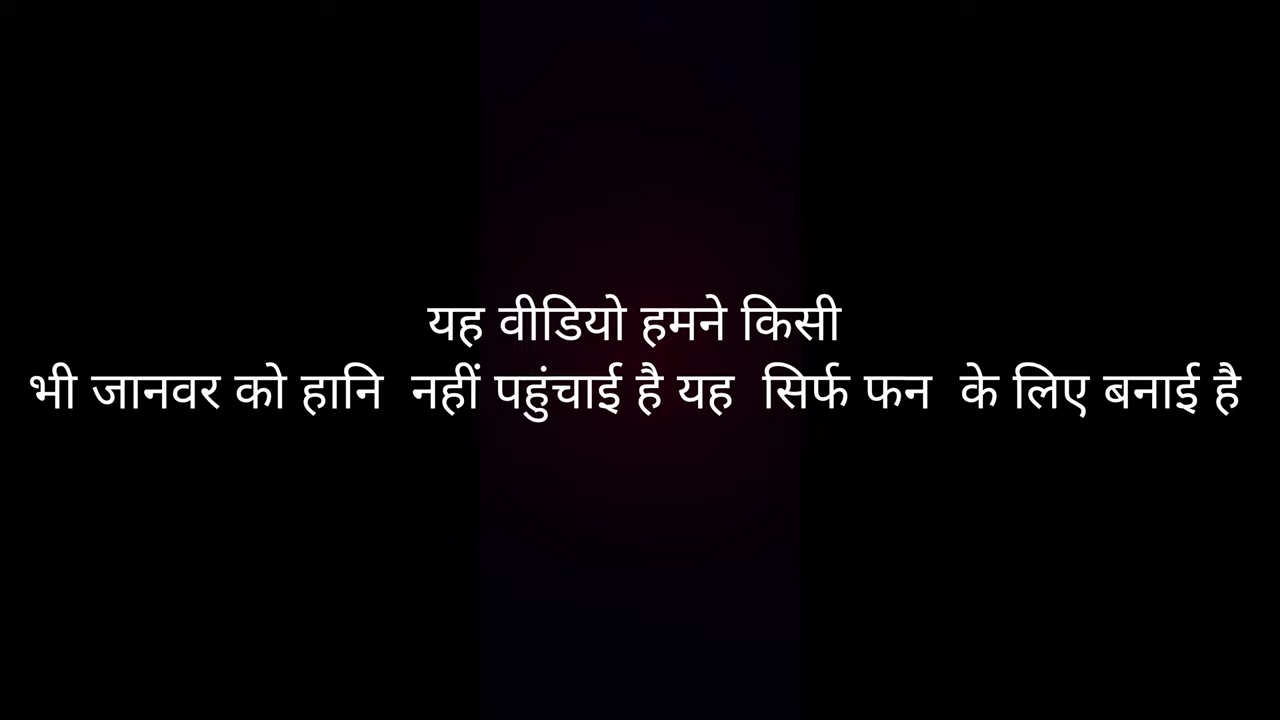 यह वीडियो हमने किसी
भी जानवर को हानि नहीं पहुंचाई है यह सिर्फ फन के लिए बनाई है